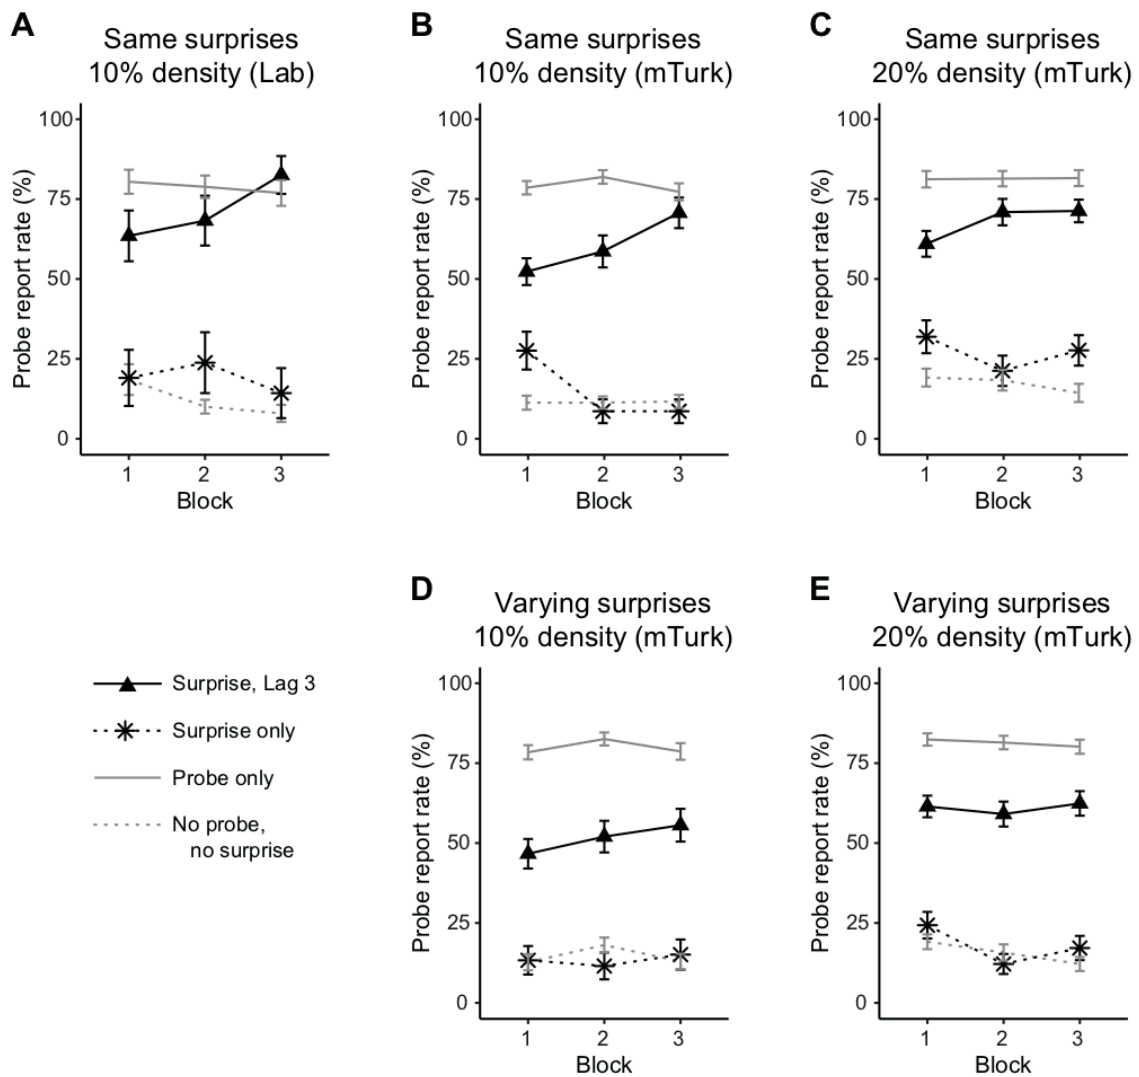 A
Same surprises
10% density (Lab)
Probe report rate (%)
100
75
50
25
0
1 2 3
Block
B
Same surprises
10% density (mTurk)
Probe report rate (%)
100
75
50
25
0
1 2 3
Block
C
Same surprises
20% density (mTurk)
Probe report rate (%)
100
75
50
25
0
1 2 3
Block
Surprise, Lag 3
Surprise only
Probe only
No probe,
no surprise
D
Varying surprises
10% density (mTurk)
Probe report rate (%)
100
75
50
25
0
1 2 3
Block
E
Varying surprises
20% density (mTurk)
Probe report rate (%)
100
75
50
25
0
1 2 3
Block